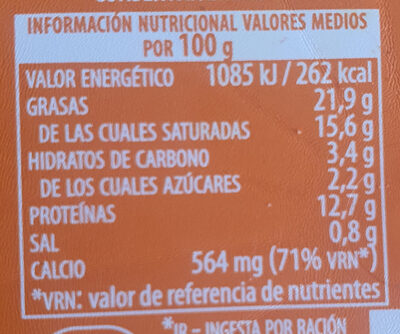 INFORMACIÓN NUTRICIONAL VALORES MEDIOS
POR 100 g
VALOR ENERGÉTICO 1085 kJ / 262 kcal
GRASAS 21,9 g
DE LAS CUALES SATURADAS 15,6 g
HIDRATOS DE CARBONO 3,4 g
DE LOS CUALES AZÚCARES 2,2 g
PROTEÍNAS 12,7 g
SAL 0,8 g
CALCIO 564 mg (71% VRN*)
*VRN: valor de referencia de nutrientes
*IR – INGESTA POR RACIÓN